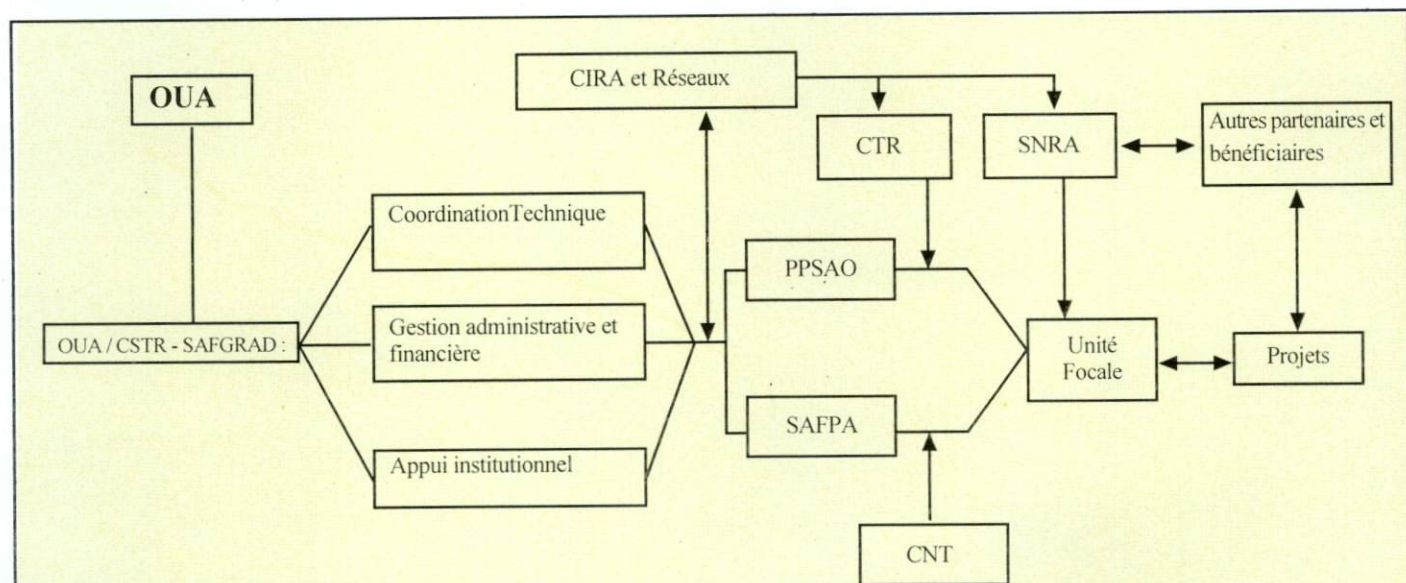 CIRA et Réseaux
OUA
CTR
SNRA
Autres partenaires et
bénéficiaires
CoordinationTechnique
PPSAO
OUA / CSTR - SAFGRAD :
Gestion administrative et
financière
Unité
Focale
Projets
SAFPA
Appui institutionnel
CNT